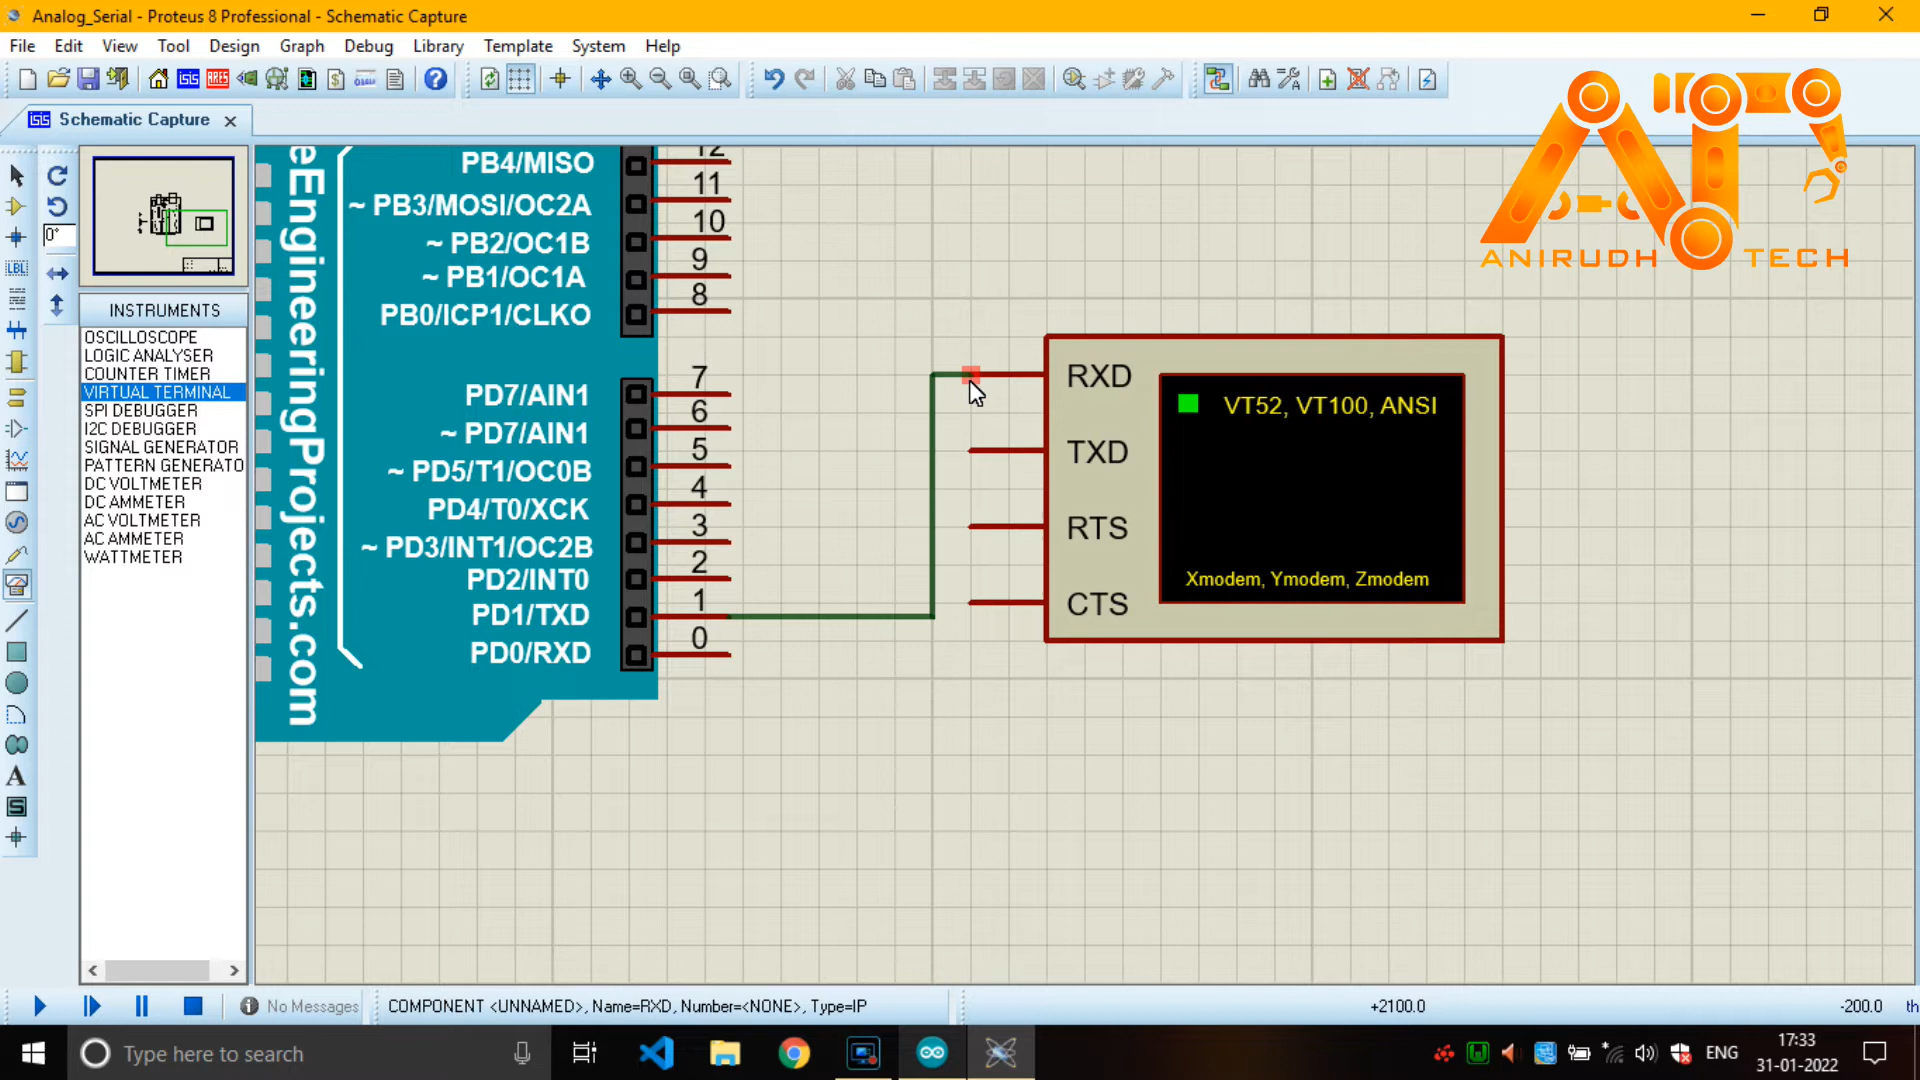 Analog_Serial - Proteus 8 Professional - Schematic Capture
File Edit View Tool Design Graph Debug Library Template System Help
Schematic Capture
0°
INSTRUMENTS
OSCILLOSCOPE
LOGIC ANALYSER
COUNTER TIMER
VIRTUAL TERMINAL
SPI DEBUGGER
I2C DEBUGGER
SIGNAL GENERATOR
PATTERN GENERATO
DC VOLTMETER
DC AMMETER
AC VOLTMETER
AC AMMETER
WATTMETER
LBL
A
eEngineeringProjects.com
PB4/MISO 12
~ PB3/MOSI/OC2A 11
~ PB2/OC1B 10
~ PB1/OC1A 9
PB0/ICP1/CLKO 8
PD7/AIN1 7
~ PD7/AIN1 6
~ PD5/T1/OC0B 5
PD4/T0/XCK 4
~ PD3/INT1/OC2B 3
PD2/INT0 2
PD1/TXD 1
PD0/RXD 0
RXD
TXD
RTS
CTS
VT52, VT100, ANSI
Xmodem, Ymodem, Zmodem
ANIRUDH TECH
No Messages COMPONENT <UNNAMED>, Name=RXD, Number=<NONE>, Type=IP +2100.0 -200.0 th
Type here to search
ENG
17:33
31-01-2022